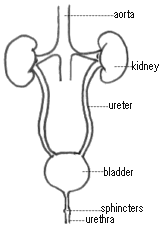 aorta
kidney
ureter
bladder
sphincters
urethra